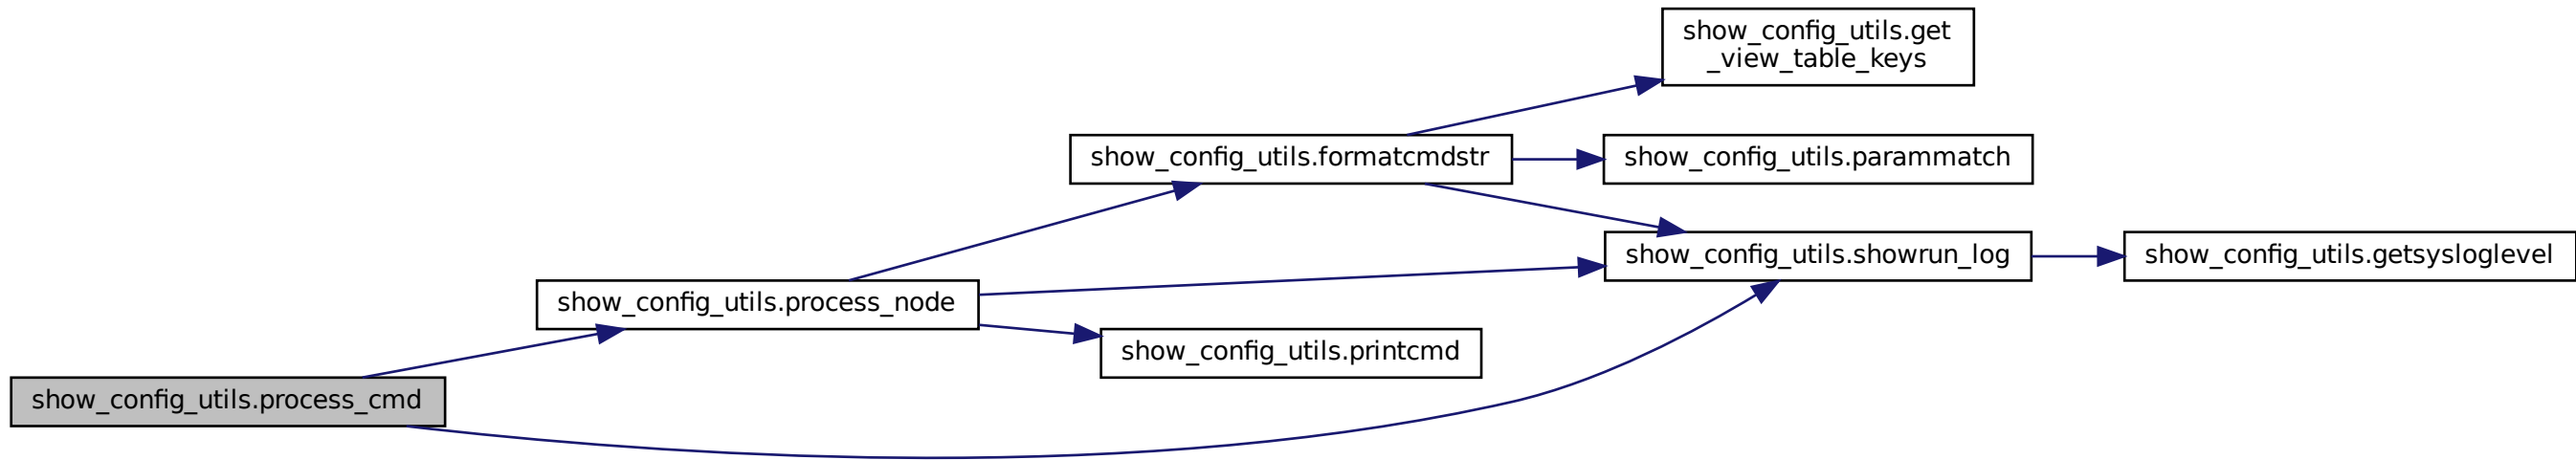 show_config_utils.get
_view_table_keys
show_config_utils.formatcmdstr
show_config_utils.parammatch
show_config_utils.showrun_log
show_config_utils.getsysloglevel
show_config_utils.process_node
show_config_utils.printcmd
show_config_utils.process_cmd